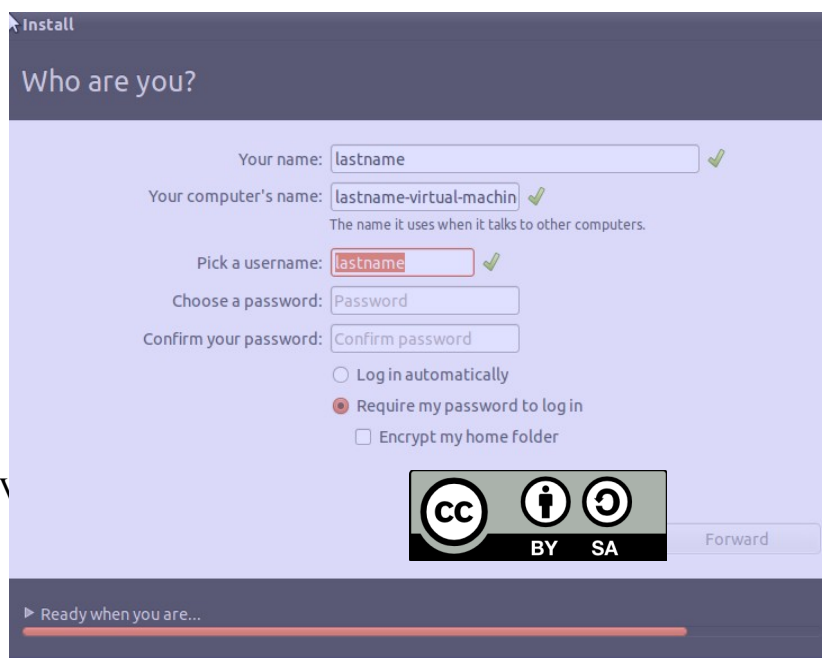 Install
Who are you?
Your name: lastname
Your computer's name: lastname-virtual-machin
The name it uses when it talks to other computers.
Pick a username: lastname
Choose a password: Password
Confirm your password: Confirm password
Log in automatically
Require my password to log in
Encrypt my home folder
cc
BY SA
Forward
Ready when you are...